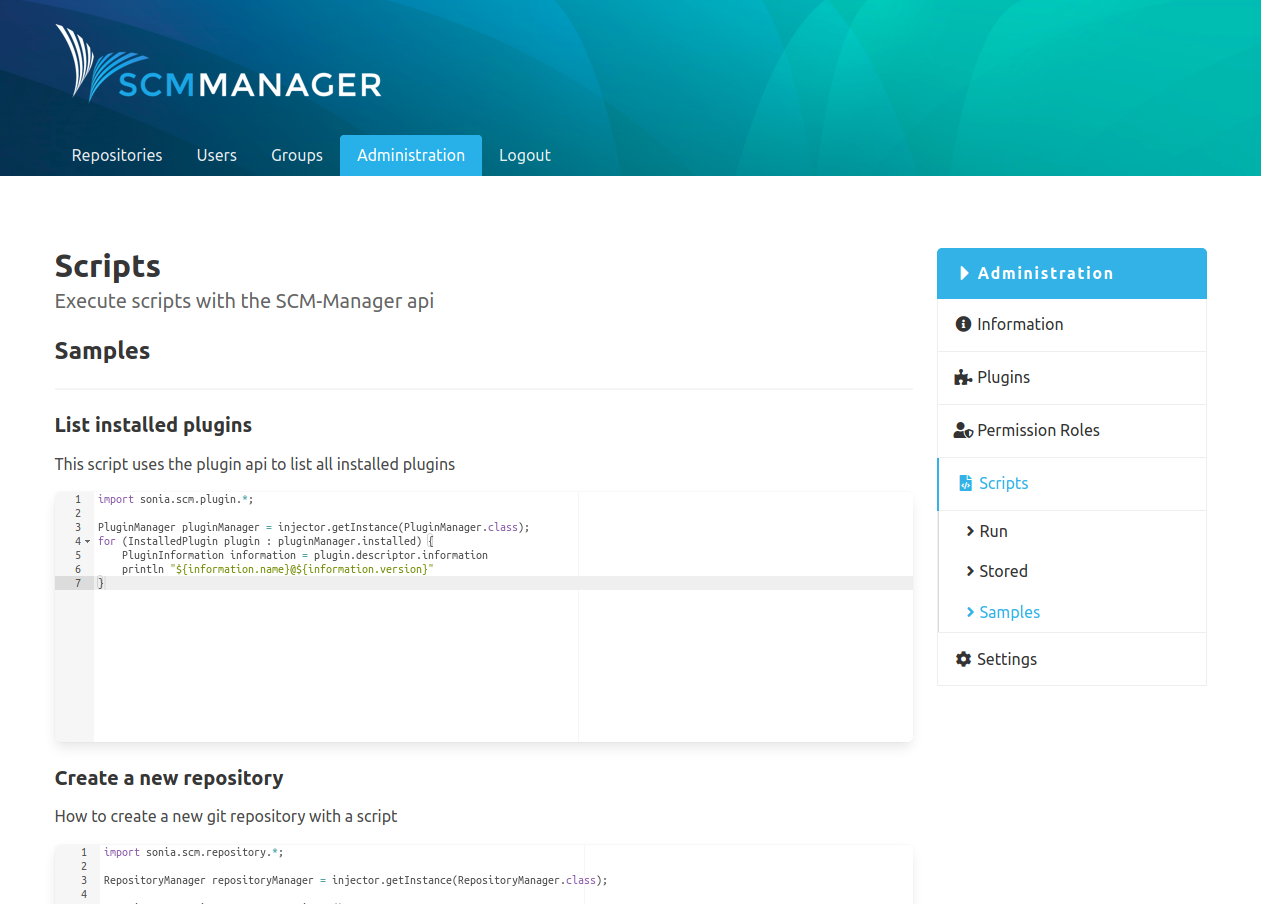 SCMMANAGER
Repositories Users Groups Administration Logout
Scripts
Execute scripts with the SCM-Manager api
Samples
List installed plugins
This script uses the plugin api to list all installed plugins
1 import sonia.scm.plugin.*;
2
3 PluginManager pluginManager = injector.getInstance(PluginManager.class);
4 for (InstalledPlugin plugin : pluginManager.installed) {
5     PluginInformation information = plugin.descriptor.information
6     println "${information.name}@${information.version}"
7 }
Create a new repository
How to create a new git repository with a script
1 import sonia.scm.repository.*;
2
3 RepositoryManager repositoryManager = injector.getInstance(RepositoryManager.class);
4
Administration
Information
Plugins
Permission Roles
Scripts
Run
Stored
Samples
Settings